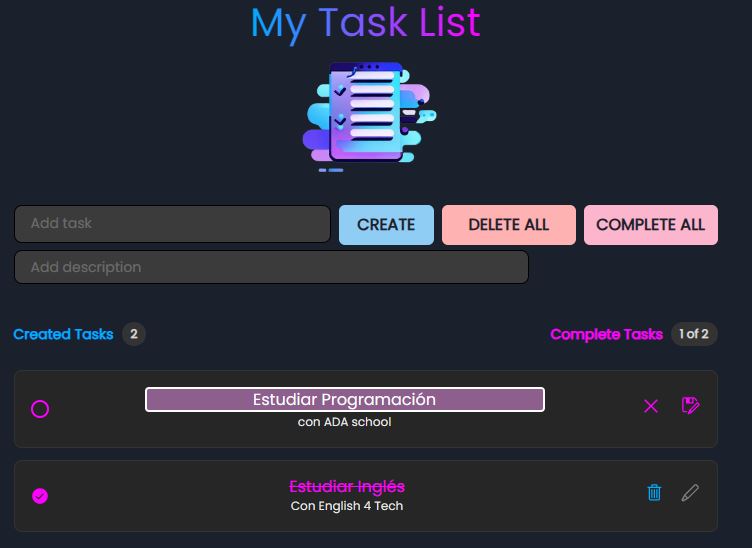 My Task List
Add task
CREATE
DELETE ALL
COMPLETE ALL
Add description
Created Tasks 2
Complete Tasks 1 of 2
Estudiar Programación
con ADA school
Estudiar Inglés
Con English 4 Tech